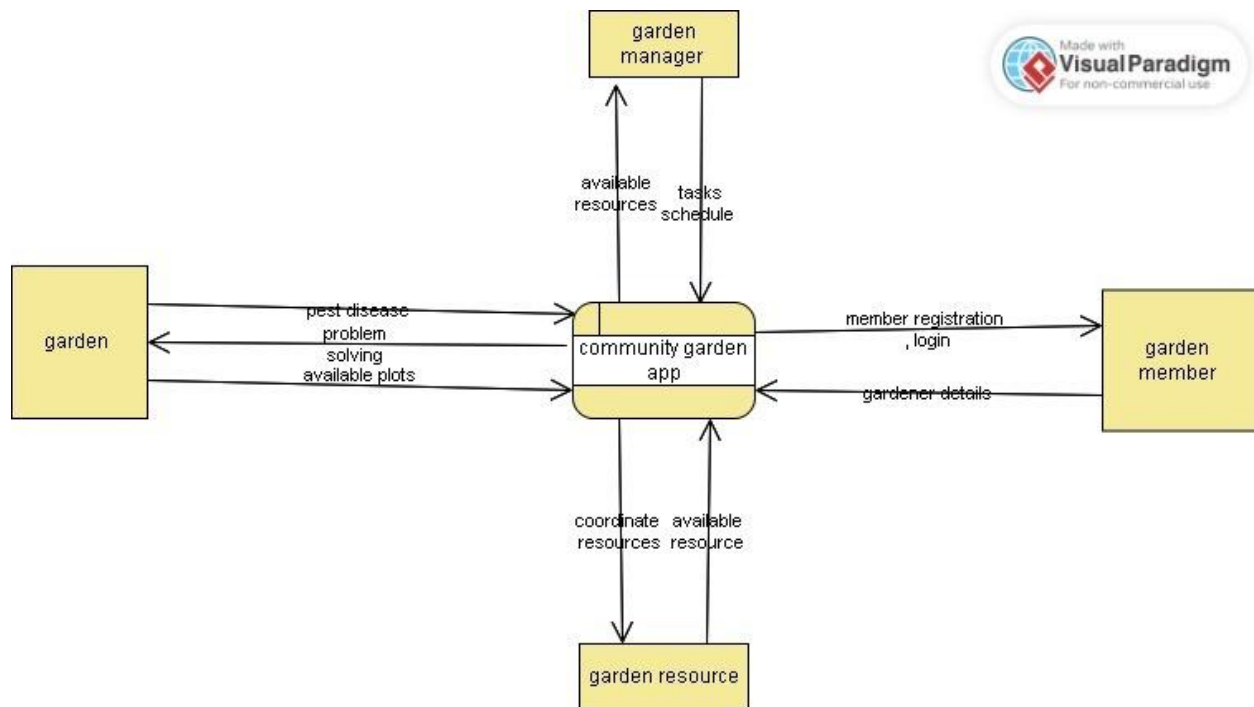 garden
manager
Made with
Visual Paradigm
For non-commercial use
available
resources
tasks
schedule
garden
pest disease
problem
solving
available plots
community garden
app
member registration
, login
gardener details
garden
member
coordinate
resources
available
resource
garden resource